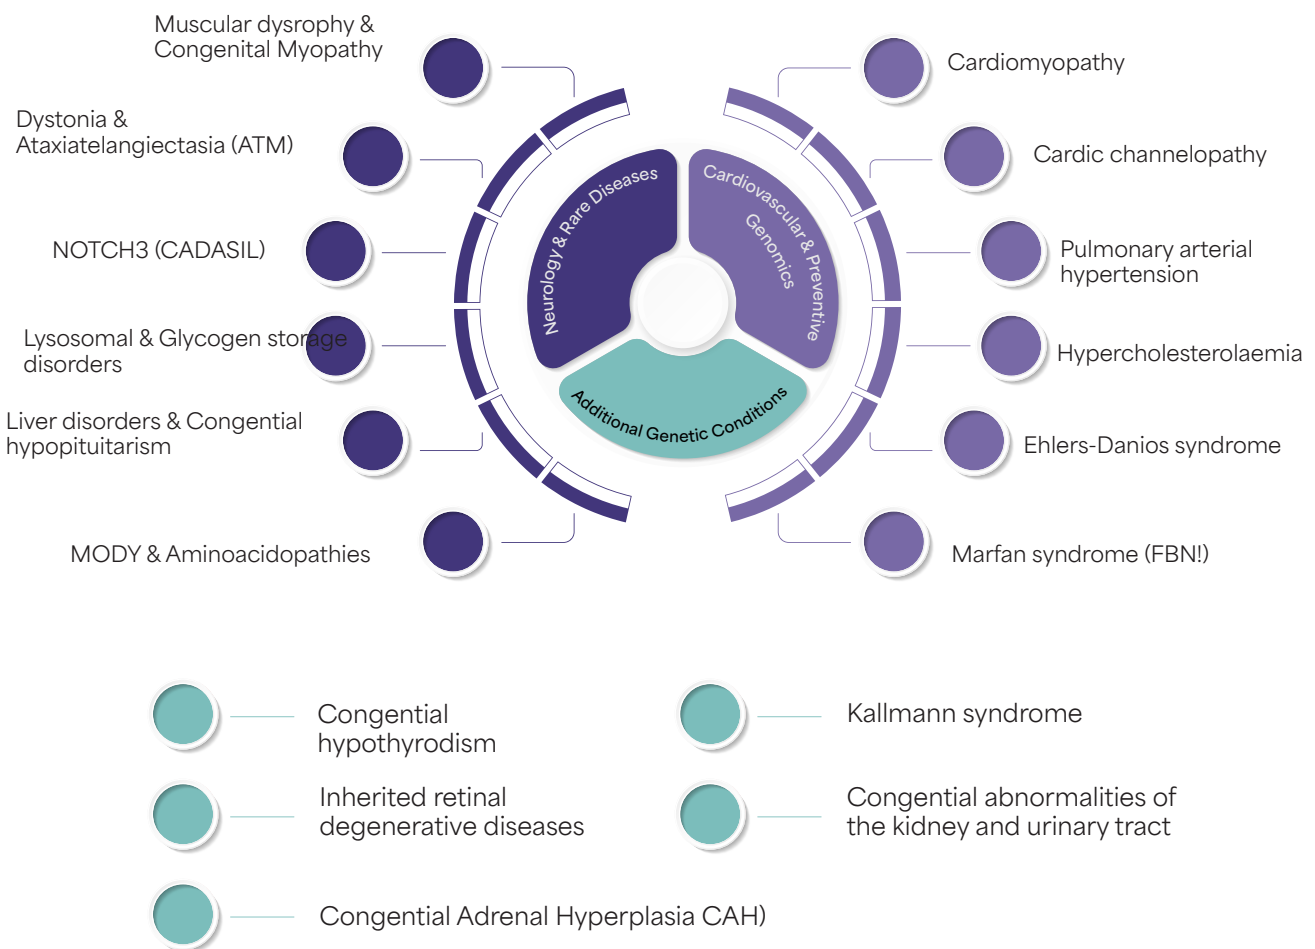 Muscular dysrophy &
Congenital Myopathy
Dystonia &
Ataxiatelangiectasia (ATM)
NOTCH3 (CADASIL)
Lysosomal & Glycogen storage
disorders
Liver disorders & Congential
hypopituitarism
MODY & Aminoacidopathies
Neurology & Rare Diseases
Cardiovascular & Preventive
Genomics
Additional Genetic Conditions
Cardiomyopathy
Cardic channelopathy
Pulmonary arterial
hypertension
Hypercholesterolaemia
Ehlers-Danios syndrome
Marfan syndrome (FBN!)
Congential
hypothyrodism
Kallmann syndrome
Inherited retinal
degenerative diseases
Congential abnormalities of
the kidney and urinary tract
Congential Adrenal Hyperplasia CAH)